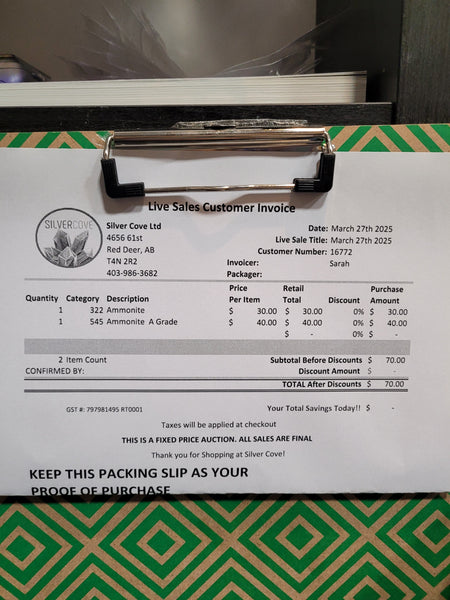 Live Sales Customer Invoice
SILVERCOVE
Silver Cove Ltd
4656 61st
Red Deer, AB
T4N 2R2
403-986-3682
Date: March 27th 2025
Live Sale Title: March 27th 2025
Customer Number: 16772
Invoicer: Sarah
Packager:
Quantity Category Description Price Per Item Retail Total Discount Purchase Amount
1 322 Ammonite $ 30.00 $ 30.00 0% $ 30.00
1 545 Ammonite A Grade $ 40.00 $ 40.00 0% $ 40.00
$ - 0% $ -
2 Item Count Subtotal Before Discounts $ 70.00
CONFIRMED BY: Discount Amount $ -
TOTAL After Discounts $ 70.00
GST #: 797981495 RT0001 Your Total Savings Today!! $ -
Taxes will be applied at checkout
THIS IS A FIXED PRICE AUCTION. ALL SALES ARE FINAL
Thank you for Shopping at Silver Cove!
KEEP THIS PACKING SLIP AS YOUR
PROOF OF PURCHASE